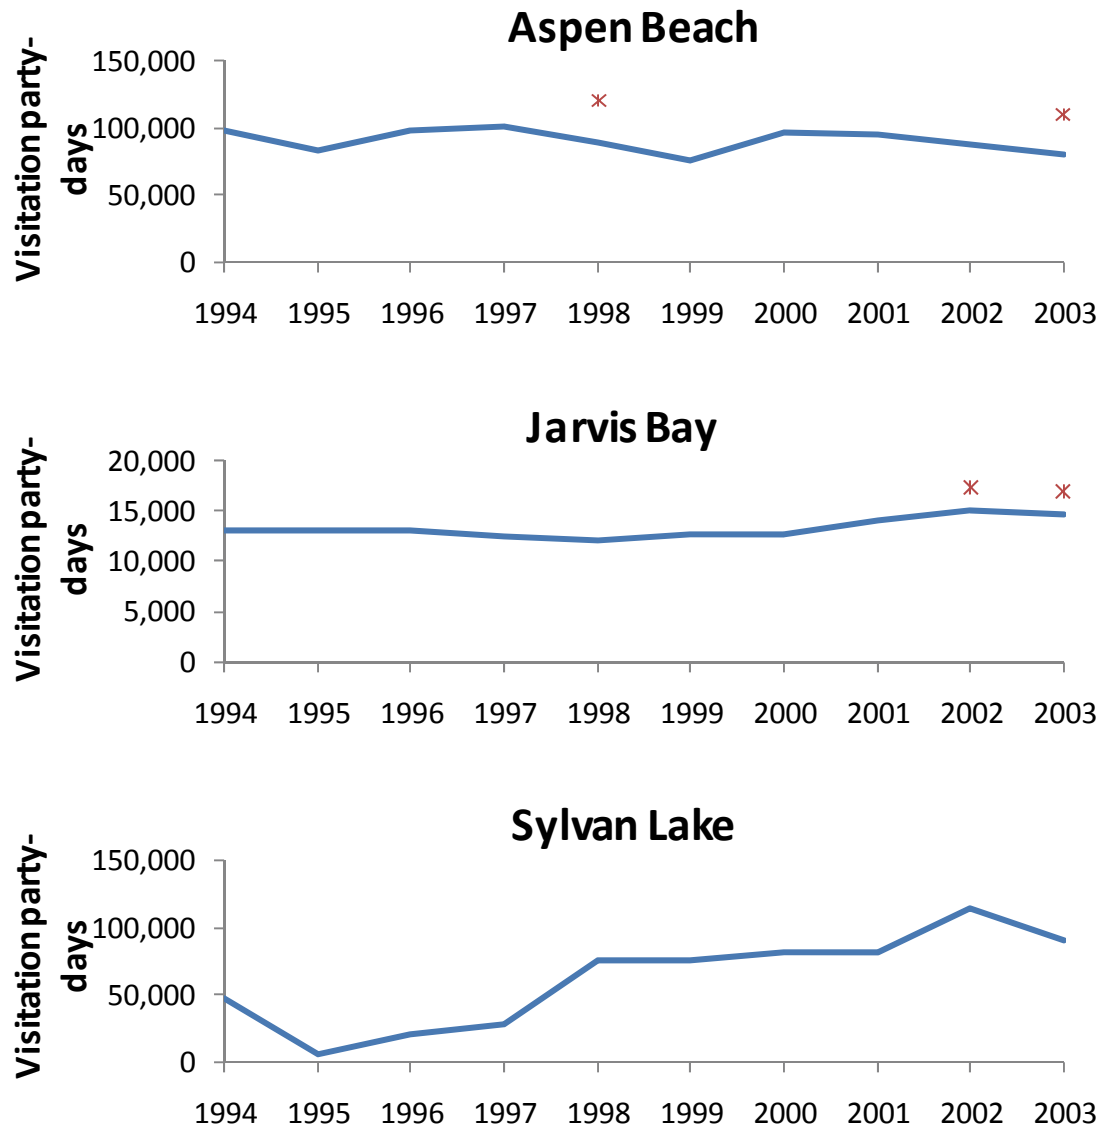 Aspen Beach
Visitation party-
days
150,000
100,000
50,000
0
1994 1995 1996 1997 1998 1999 2000 2001 2002 2003
Jarvis Bay
Visitation party-
days
20,000
15,000
10,000
5,000
0
1994 1995 1996 1997 1998 1999 2000 2001 2002 2003
Sylvan Lake
Visitation party-
days
150,000
100,000
50,000
0
1994 1995 1996 1997 1998 1999 2000 2001 2002 2003